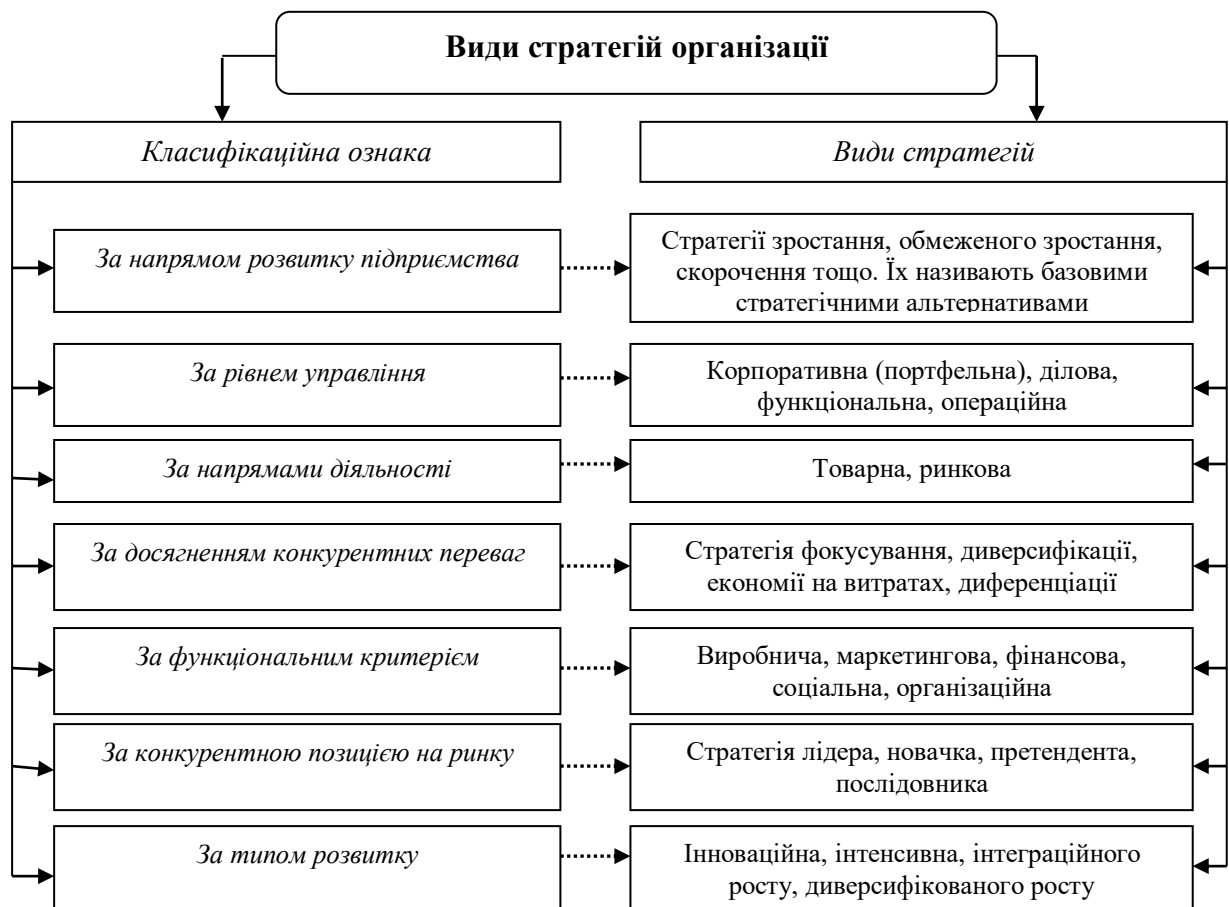 Види стратегій організації
Класифікаційна ознака
Види стратегій
За напрямом розвитку підприємства
Стратегії зростання, обмеженого зростання,
скорочення тощо. Їх називають базовими
стратегічними альтернативами
За рівнем управління
Корпоративна (портфельна), ділова,
функціональна, операційна
За напрямами діяльності
Товарна, ринкова
За досягненням конкурентних переваг
Стратегія фокусування, диверсифікації,
економії на витратах, диференціації
За функціональним критерієм
Виробнича, маркетингова, фінансова,
соціальна, організаційна
За конкурентною позицією на ринку
Стратегія лідера, новачка, претендента,
послідовника
За типом розвитку
Інноваційна, інтенсивна, інтеграційного
росту, диверсифікованого росту